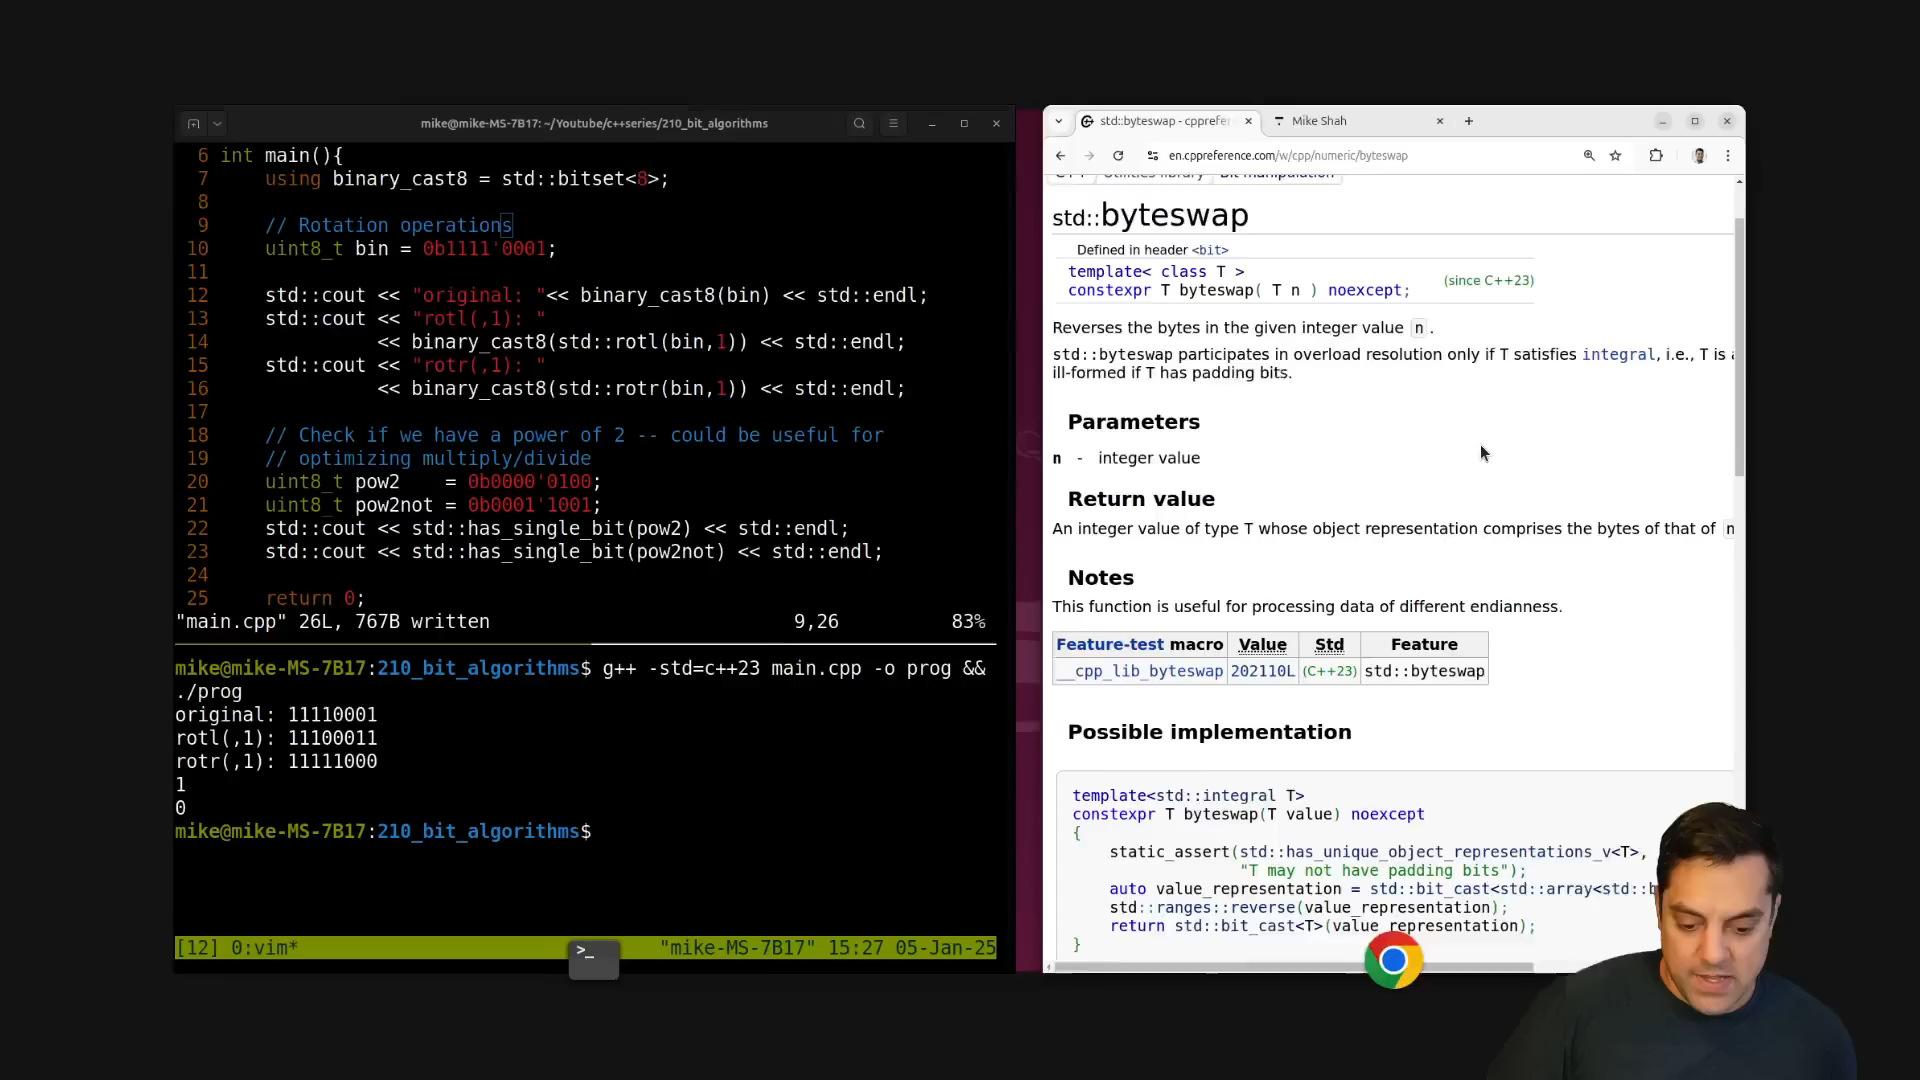 mike@mike-MS-7B17: ~/Youtube/c++series/210_bit_algorithms
6 int main(){
7 using binary_cast8 = std::bitset<8>;
8
9 // Rotation operations
10 uint8_t bin = 0b1111'0001;
11
12 std::cout << "original: "<< binary_cast8(bin) << std::endl;
13 std::cout << "rotl(,1): "
14 << binary_cast8(std::rotl(bin,1)) << std::endl;
15 std::cout << "rotr(,1): "
16 << binary_cast8(std::rotr(bin,1)) << std::endl;
17
18 // Check if we have a power of 2 -- could be useful for
19 // optimizing multiply/divide
20 uint8_t pow2 = 0b0000'0100;
21 uint8_t pow2not = 0b0001'1001;
22 std::cout << std::has_single_bit(pow2) << std::endl;
23 std::cout << std::has_single_bit(pow2not) << std::endl;
24
25 return 0;
"main.cpp" 26L, 767B written 9,26 83%
mike@mike-MS-7B17:210_bit_algorithms$ g++ -std=c++23 main.cpp -o prog &&
./prog
original: 11110001
rotl(,1): 11100011
rotr(,1): 11111000
1
0
mike@mike-MS-7B17:210_bit_algorithms$
[12] 0:vim* "mike-MS-7B17" 15:27 05-Jan-25
>_
std::byteswap - cpprefer
Mike Shah
en.cppreference.com/w/cpp/numeric/byteswap
C++ Utilities library Bit manipulation
std::byteswap
Defined in header <bit>
template< class T >
constexpr T byteswap( T n ) noexcept;
(since C++23)
Reverses the bytes in the given integer value n.
std::byteswap participates in overload resolution only if T satisfies integral, i.e., T is
ill-formed if T has padding bits.
Parameters
n - integer value
Return value
An integer value of type T whose object representation comprises the bytes of that of n
Notes
This function is useful for processing data of different endianness.
Feature-test macro Value Std Feature
__cpp_lib_byteswap 202110L (C++23) std::byteswap
Possible implementation
template<std::integral T>
constexpr T byteswap(T value) noexcept
{
static_assert(std::has_unique_object_representations_v<T>,
"T may not have padding bits");
auto value_representation = std::bit_cast<std::array<std::b
std::ranges::reverse(value_representation);
return std::bit_cast<T>(value_representation);
}